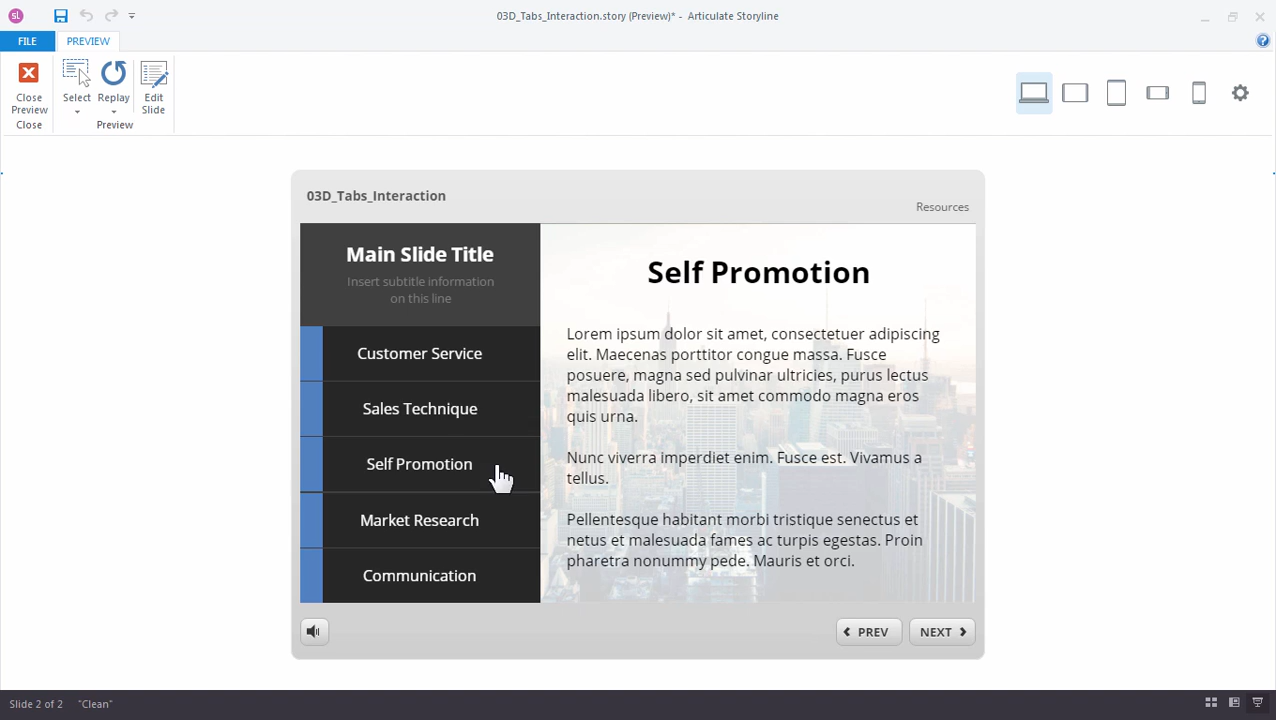 sl
03D_Tabs_Interaction.story (Preview)* - Articulate Storyline
FILE
PREVIEW
?
Close Preview
Select
Replay
Edit Slide
Close
Preview
03D_Tabs_Interaction
Resources
Main Slide Title
Insert subtitle information
on this line
Customer Service
Sales Technique
Self Promotion
Market Research
Communication
Self Promotion
Lorem ipsum dolor sit amet, consectetuer adipiscing
elit. Maecenas porttitor congue massa. Fusce
posuere, magna sed pulvinar ultricies, purus lectus
malesuada libero, sit amet commodo magna eros
quis urna.
Nunc viverra imperdiet enim. Fusce est. Vivamus a
tellus.
Pellentesque habitant morbi tristique senectus et
netus et malesuada fames ac turpis egestas. Proin
pharetra nonummy pede. Mauris et orci.
PREV
NEXT
Slide 2 of 2
"Clean"